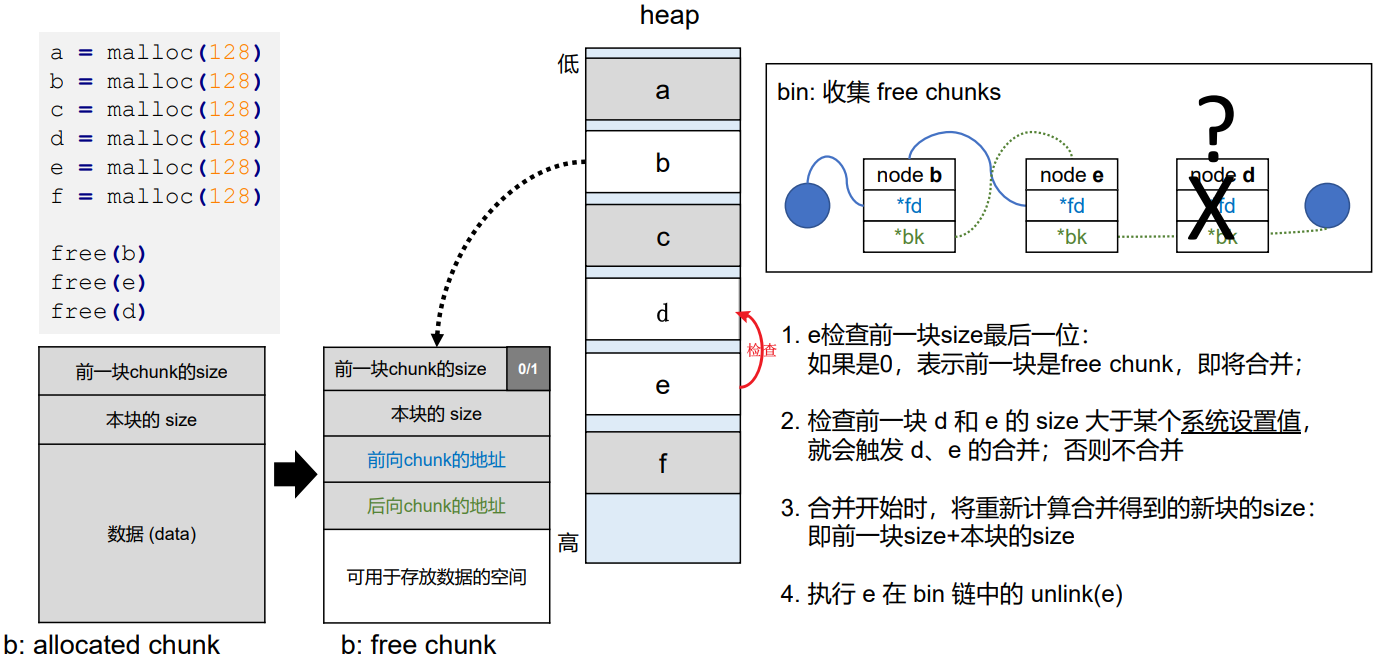 heap
a = malloc(128)
b = malloc(128)
c = malloc(128)
d = malloc(128)
e = malloc(128)
f = malloc(128)
free(b)
free(e)
free(d)
前一块chunk的size
本块的 size
数据 (data)
b: allocated chunk
前一块chunk的size
0/1
本块的 size
前向chunk的地址
后向chunk的地址
可用于存放数据的空间
b: free chunk
低
a
b
c
d
e
f
高
检查
bin: 收集 free chunks
node b
*fd
*bk
node e
*fd
*bk
?
node d
X
*fd
*bk
1. e检查前一块size最后一位：
如果是0，表示前一块是free chunk，即将合并；
2. 检查前一块 d 和 e 的 size 大于某个系统设置值，
就会触发 d、e 的合并；否则不合并
3. 合并开始时，将重新计算合并得到的新块的size：
即前一块size+本块的size
4. 执行 e 在 bin 链中的 unlink(e)